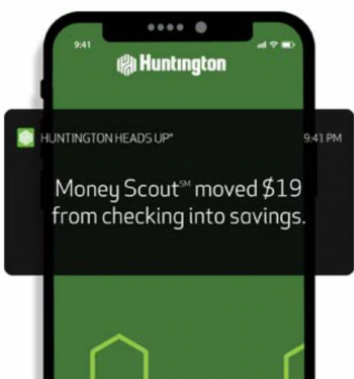 9:41
Huntington
HUNTINGTON HEADS UP® 9:41 PM
Money Scout℠ moved $19
from checking into savings.